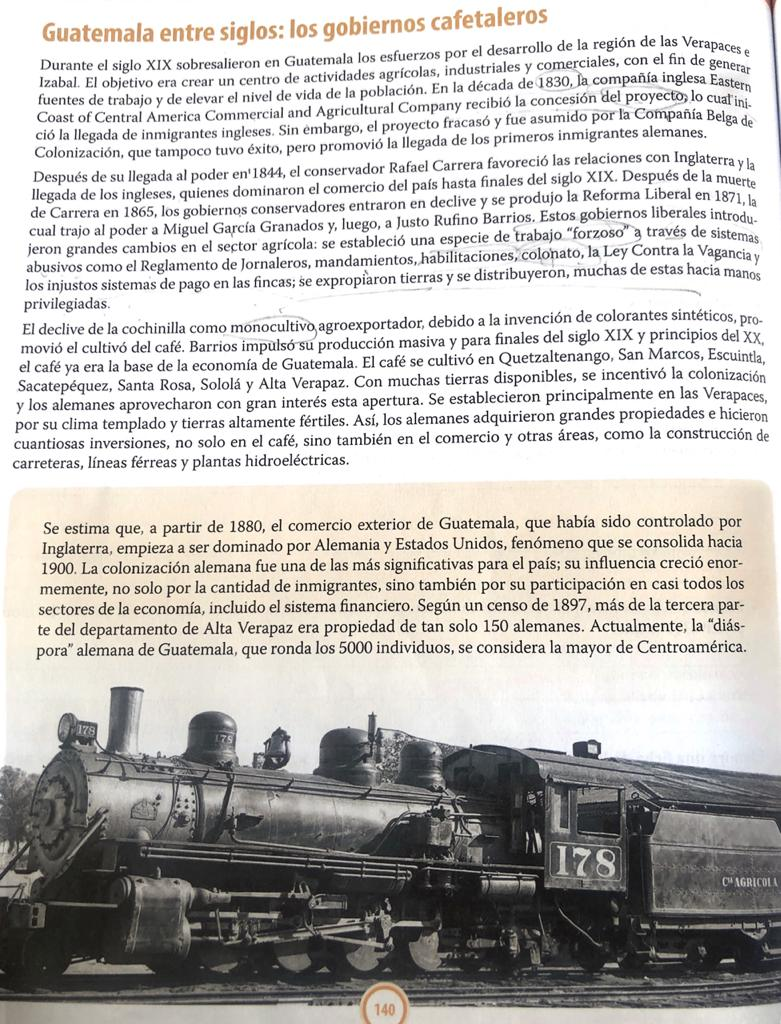 Guatemala entre siglos: los gobiernos cafetaleros
Durante el siglo XIX sobresalieron en Guatemala los esfuerzos por el desarrollo de la región de las Verapaces e
Izabal. El objetivo era crear un centro de actividades agrícolas, industriales y comerciales, con el fin de generar
fuentes de trabajo y de elevar el nivel de vida de la población. En la década de 1830, la compañía inglesa Eastern
Coast of Central America Commercial and Agricultural Company recibió la concesión del proyecto, lo cual ini-
ció la llegada de inmigrantes ingleses. Sin embargo, el proyecto fracasó y fue asumido por la Compañía Belga de
Colonización, que tampoco tuvo éxito, pero promovió la llegada de los primeros inmigrantes alemanes.
Después de su llegada al poder en 1844, el conservador Rafael Carrera favoreció las relaciones con Inglaterra y la
llegada de los ingleses, quienes dominaron el comercio del país hasta finales del siglo XIX. Después de la muerte
de Carrera en 1865, los gobiernos conservadores entraron en declive y se produjo la Reforma Liberal en 1871, la
cual trajo al poder a Miguel García Granados y, luego, a Justo Rufino Barrios. Estos gobiernos liberales introdu-
jeron grandes cambios en el sector agrícola: se estableció una especie de trabajo "forzoso" a través de sistemas
abusivos como el Reglamento de Jornaleros, mandamientos, habilitaciones, colonato, la Ley Contra la Vagancia y
los injustos sistemas de pago en las fincas; se expropiaron tierras y se distribuyeron, muchas de estas hacia manos
privilegiadas.
El declive de la cochinilla como monocultivo agroexportador, debido a la invención de colorantes sintéticos, pro-
movió el cultivó del café. Barrios impulsó su producción masiva y para finales del siglo XIX y principios del XX,
el café ya era la base de la economía de Guatemala. El café se cultivó en Quetzaltenango, San Marcos, Escuintla,
Sacatepéquez, Santa Rosa, Sololá y Alta Verapaz. Con muchas tierras disponibles, se incentivó la colonización
y los alemanes aprovecharon con gran interés esta apertura. Se establecieron principalmente en las Verapaces,
por su clima templado y tierras altamente fértiles. Así, los alemanes adquirieron grandes propiedades e hicieron
cuantiosas inversiones, no solo en el café, sino también en el comercio y otras áreas, como la construcción de
carreteras, líneas férreas y plantas hidroeléctricas.
Se estima que, a partir de 1880, el comercio exterior de Guatemala, que había sido controlado por
Inglaterra, empieza a ser dominado por Alemania y Estados Unidos, fenómeno que se consolida hacia
1900. La colonización alemana fue una de las más significativas para el país; su influencia creció enor-
memente, no solo por la cantidad de inmigrantes, sino también por su participación en casi todos los
sectores de la economía, incluido el sistema financiero. Según un censo de 1897, más de la tercera par-
te del departamento de Alta Verapaz era propiedad de tan solo 150 alemanes. Actualmente, la "diás-
pora" alemana de Guatemala, que ronda los 5000 individuos, se considera la mayor de Centroamérica.
178
178
178
Cía AGRICOLA
140